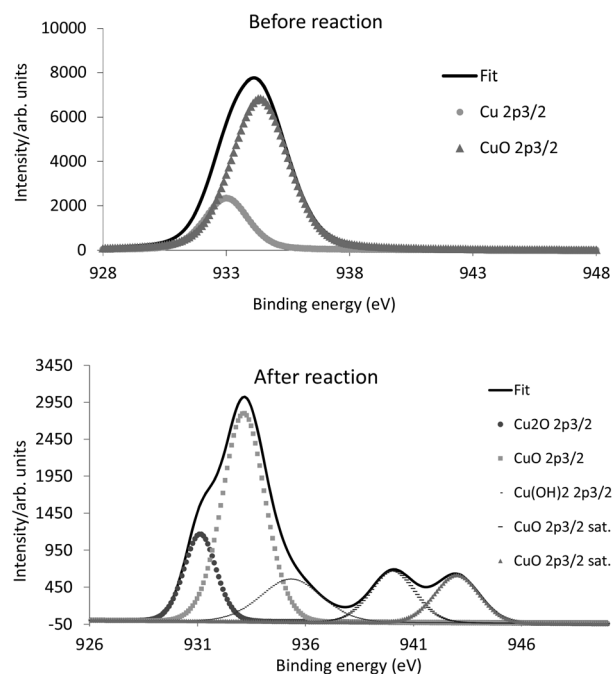 Before reaction
10000
8000
6000
4000
2000
0
Intensity/arb. units
Fit
Cu 2p3/2
CuO 2p3/2
928 933 938 943 948
Binding energy (eV)
After reaction
3450
2950
2450
1950
1450
950
450
-50
Intensity/arb. units
Fit
Cu2O 2p3/2
CuO 2p3/2
Cu(OH)2 2p3/2
CuO 2p3/2 sat.
CuO 2p3/2 sat.
926 931 936 941 946
Binding energy (eV)